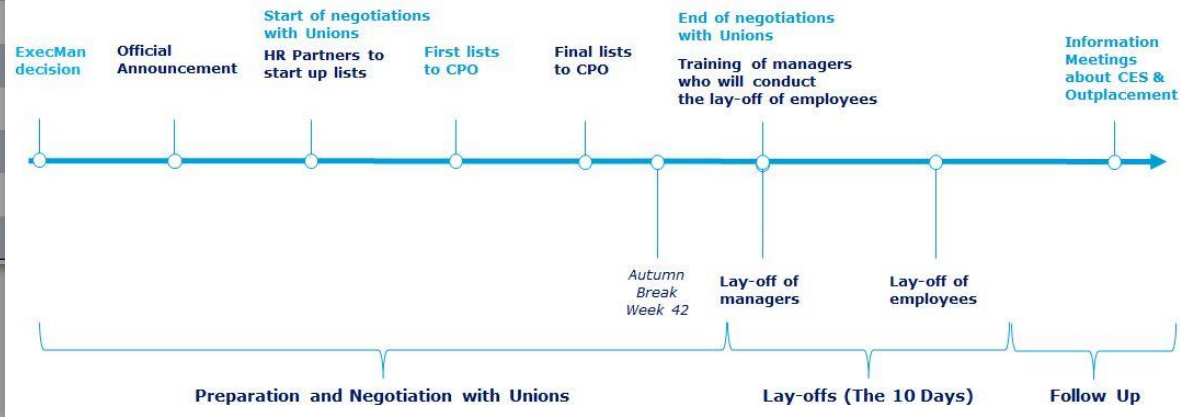 ExecMan
decision
Official
Announcement
Start of negotiations
with Unions
HR Partners to
start up lists
First lists
to CPO
Final lists
to CPO
End of negotiations
with Unions
Training of managers
who will conduct
the lay-off of employees
Information
Meetings
about CES &
Outplacement
Autumn
Break
Week 42
Lay-off of
managers
Lay-off of
employees
Preparation and Negotiation with Unions
Lay-offs (The 10 Days)
Follow Up